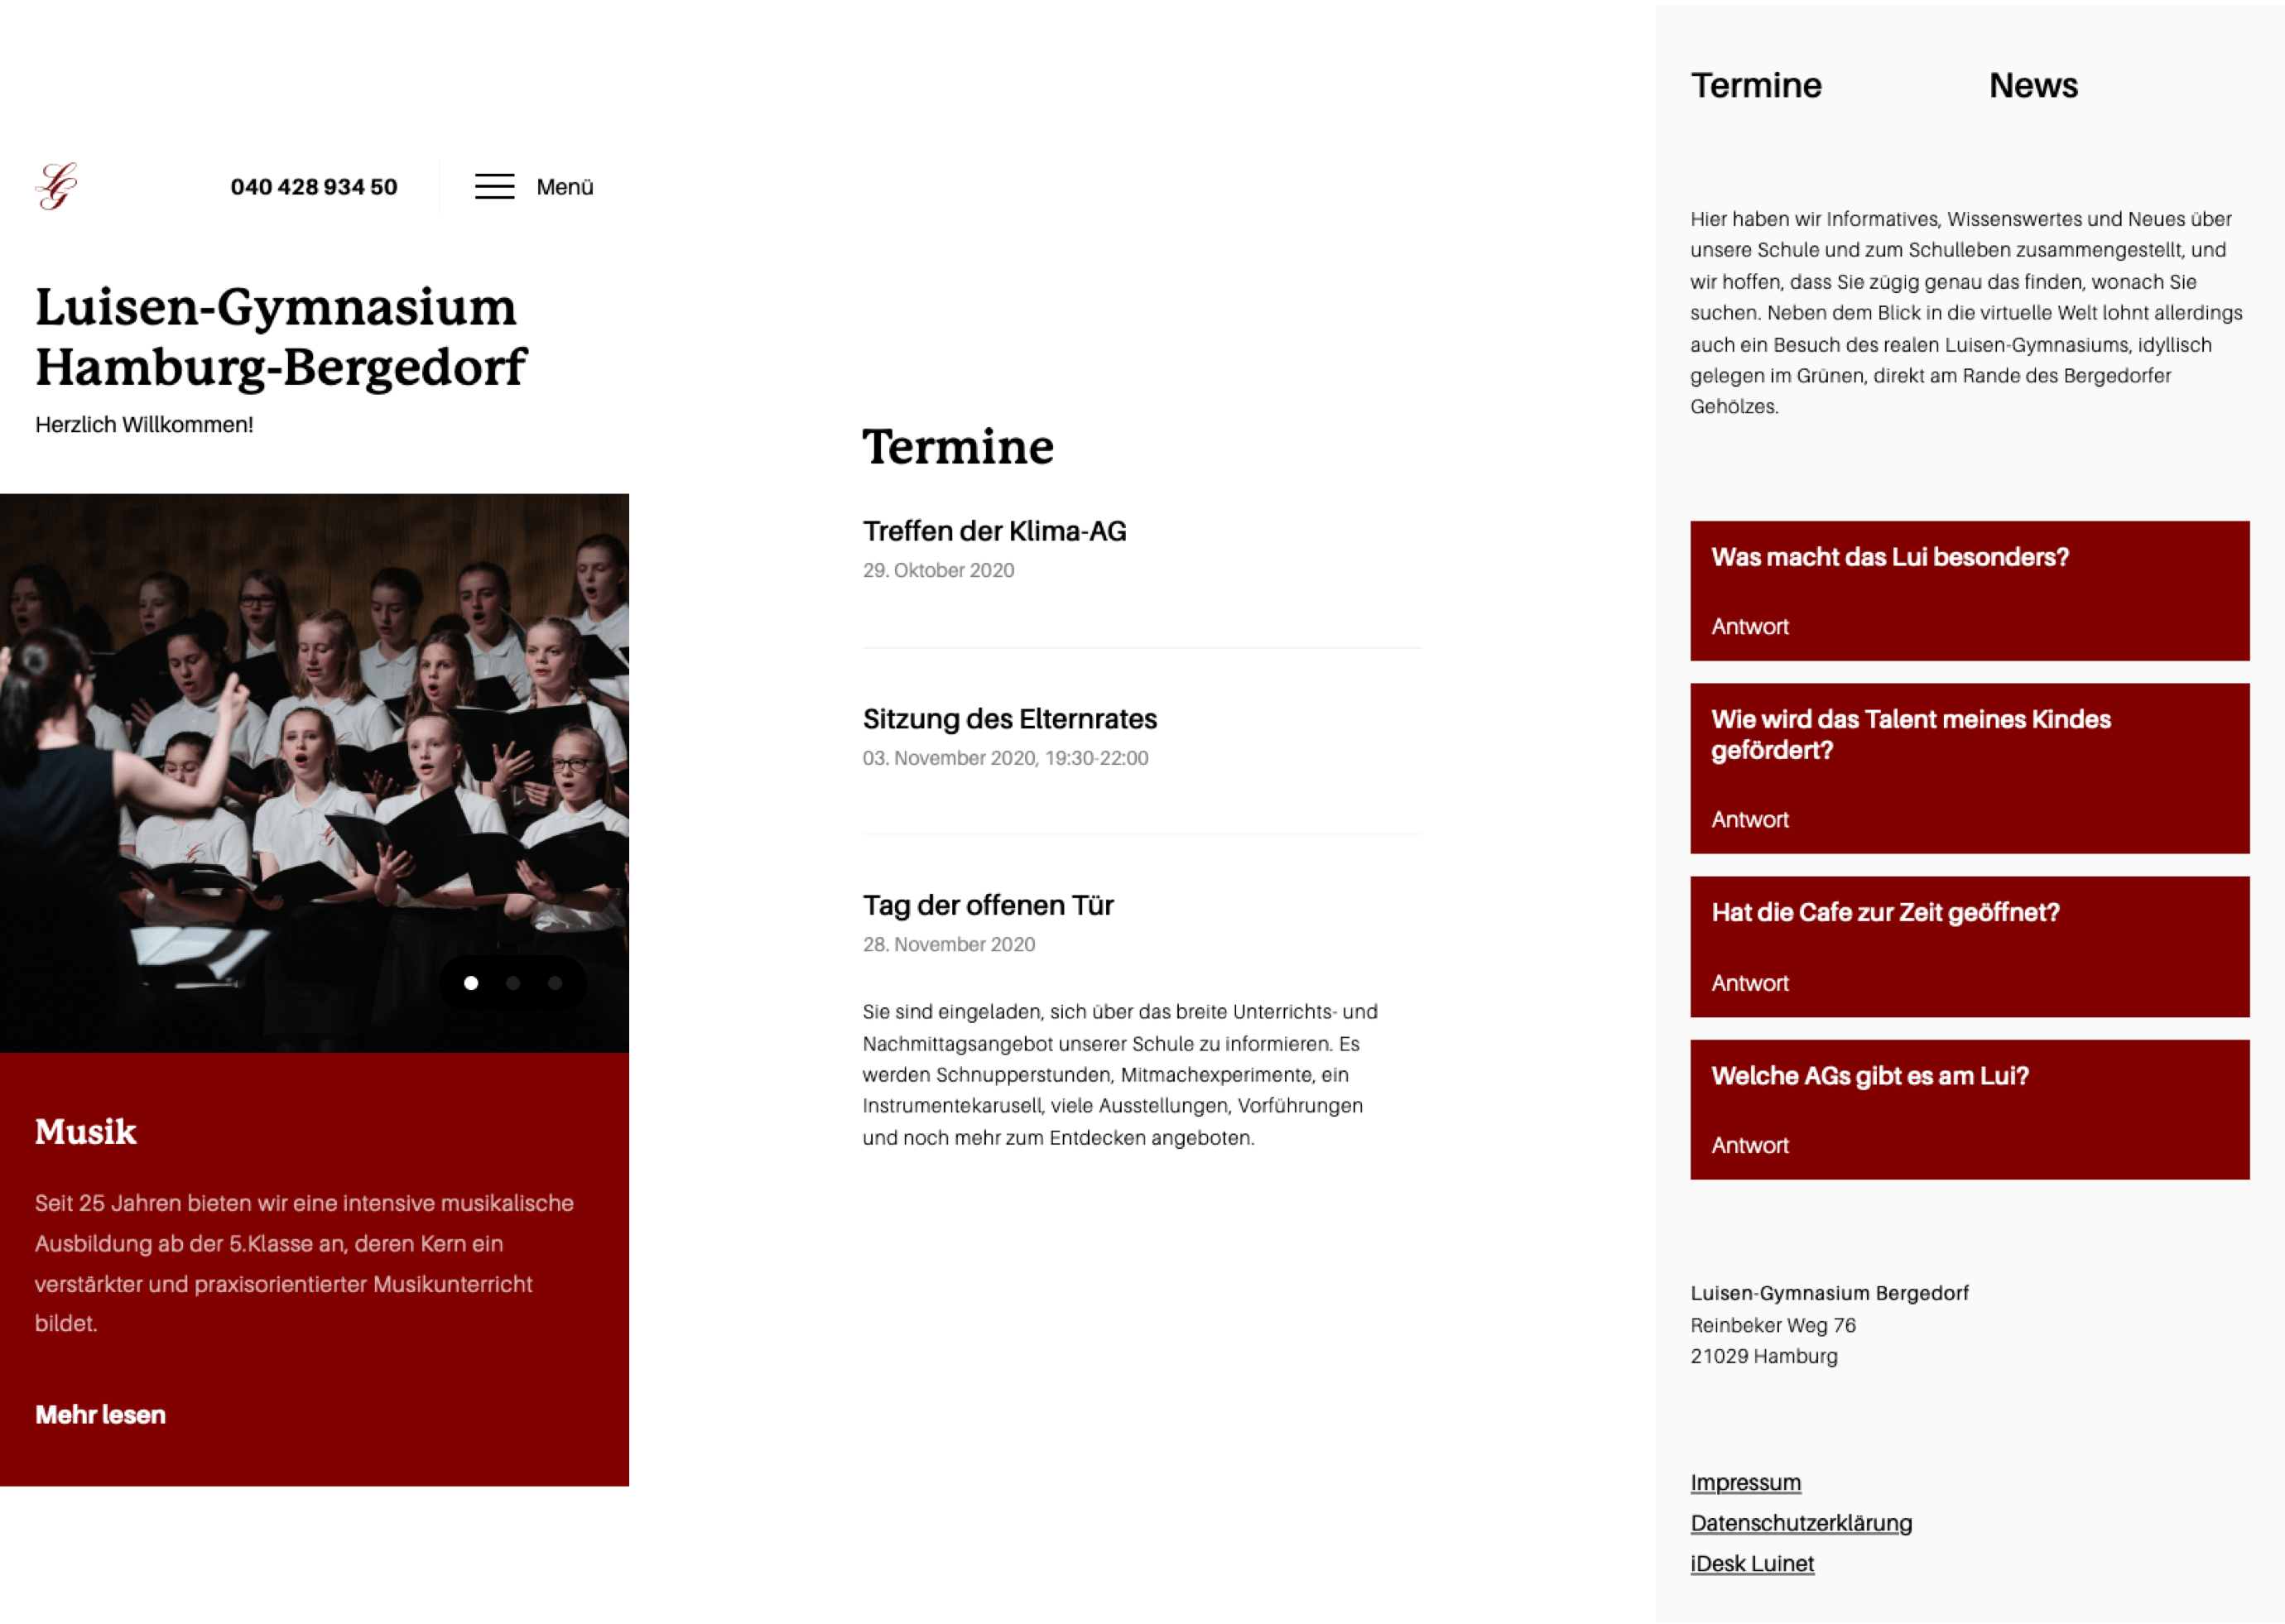 LG
040 428 934 50
Menü
Luisen-Gymnasium
Hamburg-Bergedorf
Herzlich Willkommen!
Musik
Seit 25 Jahren bieten wir eine intensive musikalische
Ausbildung ab der 5.Klasse an, deren Kern ein
verstärkter und praxisorientierter Musikunterricht
bildet.
Mehr lesen
Termine
Treffen der Klima-AG
29. Oktober 2020
Sitzung des Elternrates
03. November 2020, 19:30-22:00
Tag der offenen Tür
28. November 2020
Sie sind eingeladen, sich über das breite Unterrichts- und
Nachmittagsangebot unserer Schule zu informieren. Es
werden Schnupperstunden, Mitmachexperimente, ein
Instrumentekarusell, viele Ausstellungen, Vorführungen
und noch mehr zum Entdecken angeboten.
Termine
News
Hier haben wir Informatives, Wissenswertes und Neues über
unsere Schule und zum Schulleben zusammengestellt, und
wir hoffen, dass Sie zügig genau das finden, wonach Sie
suchen. Neben dem Blick in die virtuelle Welt lohnt allerdings
auch ein Besuch des realen Luisen-Gymnasiums, idyllisch
gelegen im Grünen, direkt am Rande des Bergedorfer
Gehölzes.
Was macht das Lui besonders?
Antwort
Wie wird das Talent meines Kindes
gefördert?
Antwort
Hat die Cafe zur Zeit geöffnet?
Antwort
Welche AGs gibt es am Lui?
Antwort
Luisen-Gymnasium Bergedorf
Reinbeker Weg 76
21029 Hamburg
Impressum
Datenschutzerklärung
iDesk Luinet